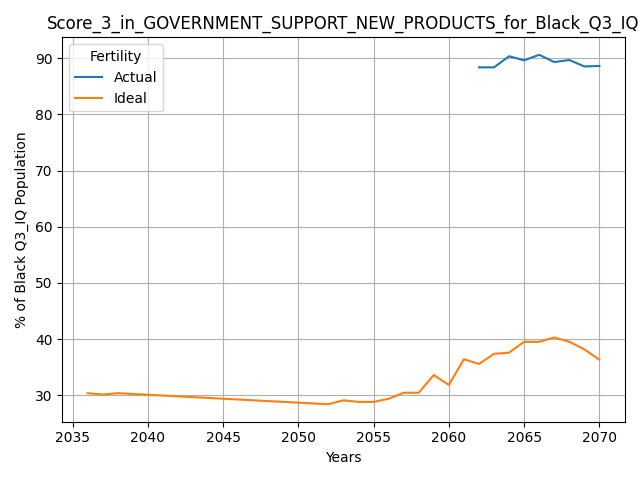 Score_3_in_GOVERNMENT_SUPPORT_NEW_PRODUCTS_for_Black_Q3_IQ
Fertility
Actual
Ideal
90
80
70
60
50
40
30
% of Black Q3_IQ Population
2035
2040
2045
2050
2055
2060
2065
2070
Years